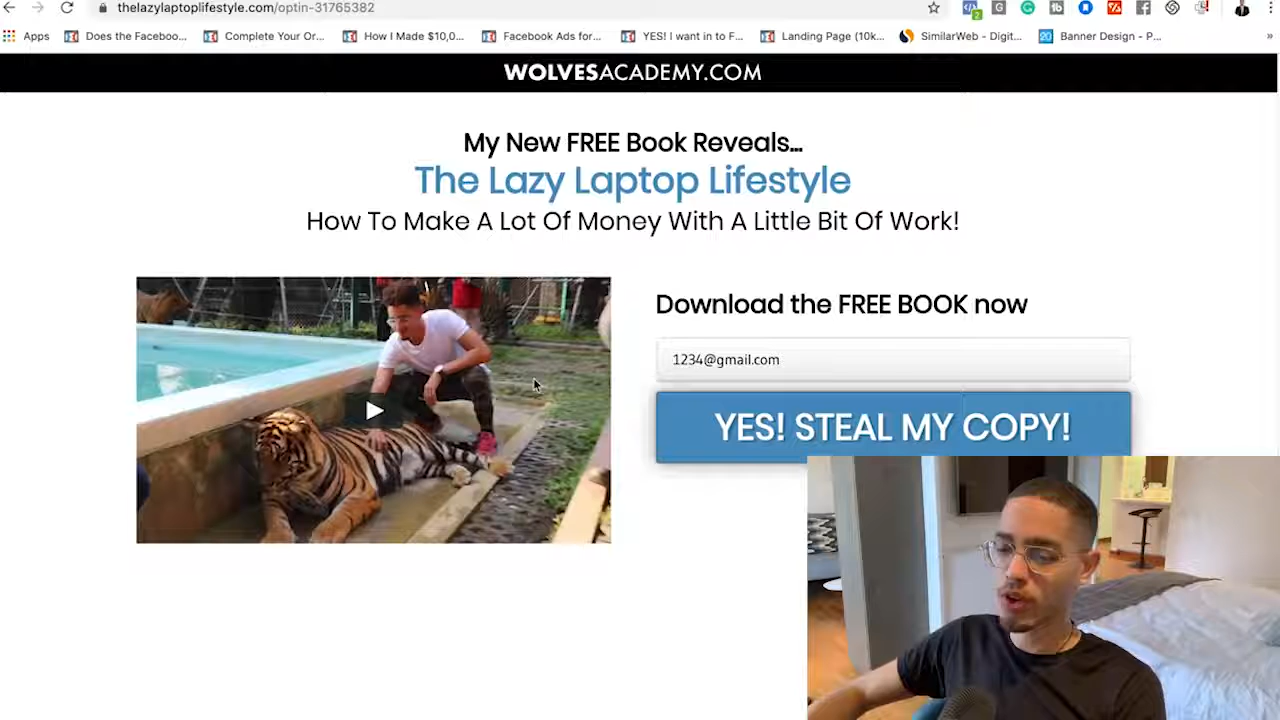 thelazylaptoplifestyle.com/optin-31765382
Apps Does the Faceboo... Complete Your Or... How I Made $10,0... Facebook Ads for... YES! I want in to F... Landing Page (10k... SimilarWeb - Digit... 20 Banner Design - P... »
WOLVESACADEMY.COM
My New FREE Book Reveals...
The Lazy Laptop Lifestyle
How To Make A Lot Of Money With A Little Bit Of Work!
Download the FREE BOOK now
1234@gmail.com
YES! STEAL MY COPY!